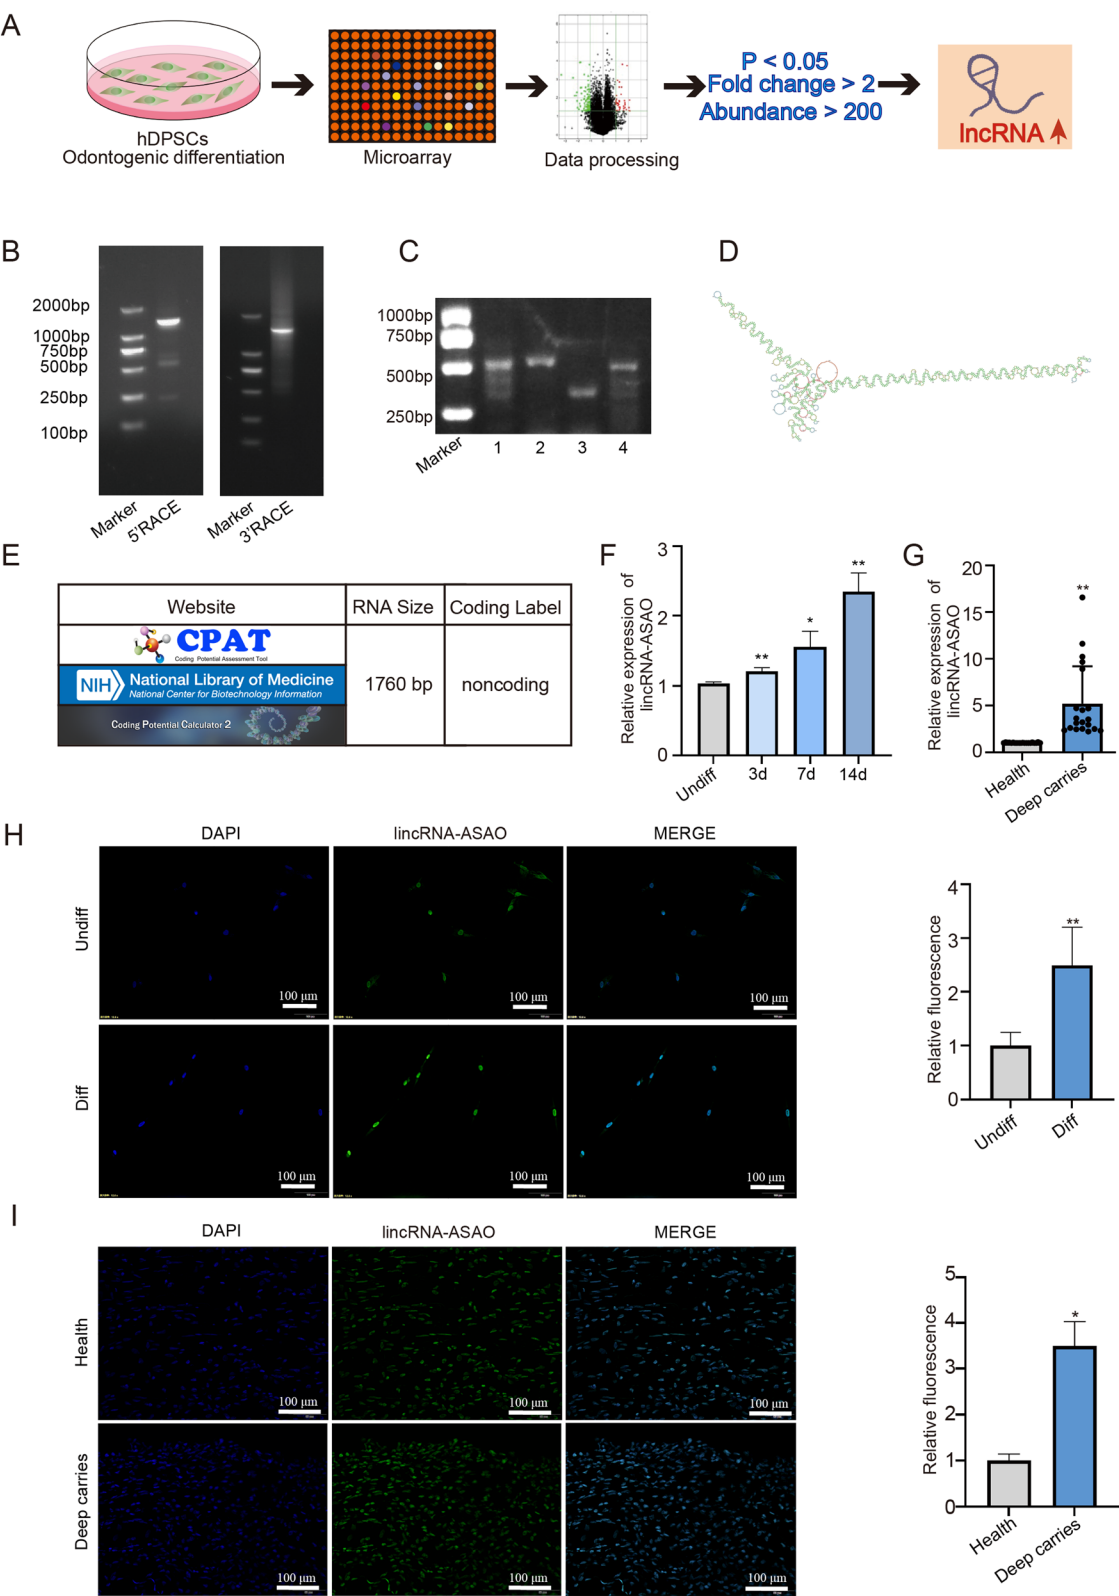 A
hDPSCs
Odontogenic differentiation
Microarray
Data processing
P < 0.05
Fold change > 2
Abundance > 200
lncRNA
B
2000bp
1000bp
750bp
500bp
250bp
100bp
Marker
5'RACE
Marker
3'RACE
C
1000bp
750bp
500bp
250bp
Marker
1
2
3
4
D
E
Website
RNA Size
Coding Label
CPAT
Coding Potential Assessment Tool
NIH
National Library of Medicine
National Center for Biotechnology Information
Coding Potential Calculator 2
1760 bp
noncoding
F
Relative expression of
lincRNA-ASAO
3
2
1
0
**
*
**
Undiff
3d
7d
14d
G
Relative expression of
lincRNA-ASAO
20
15
10
5
0
**
Health
Deep carries
H
DAPI
lincRNA-ASAO
MERGE
Undiff
100 μm
100 μm
100 μm
Diff
100 μm
100 μm
100 μm
Relative fluorescence
4
3
2
1
0
**
Undiff
Diff
I
DAPI
lincRNA-ASAO
MERGE
Health
100 μm
100 μm
100 μm
Deep carries
100 μm
100 μm
100 μm
Relative fluorescence
5
4
3
2
1
0
*
Health
Deep carries